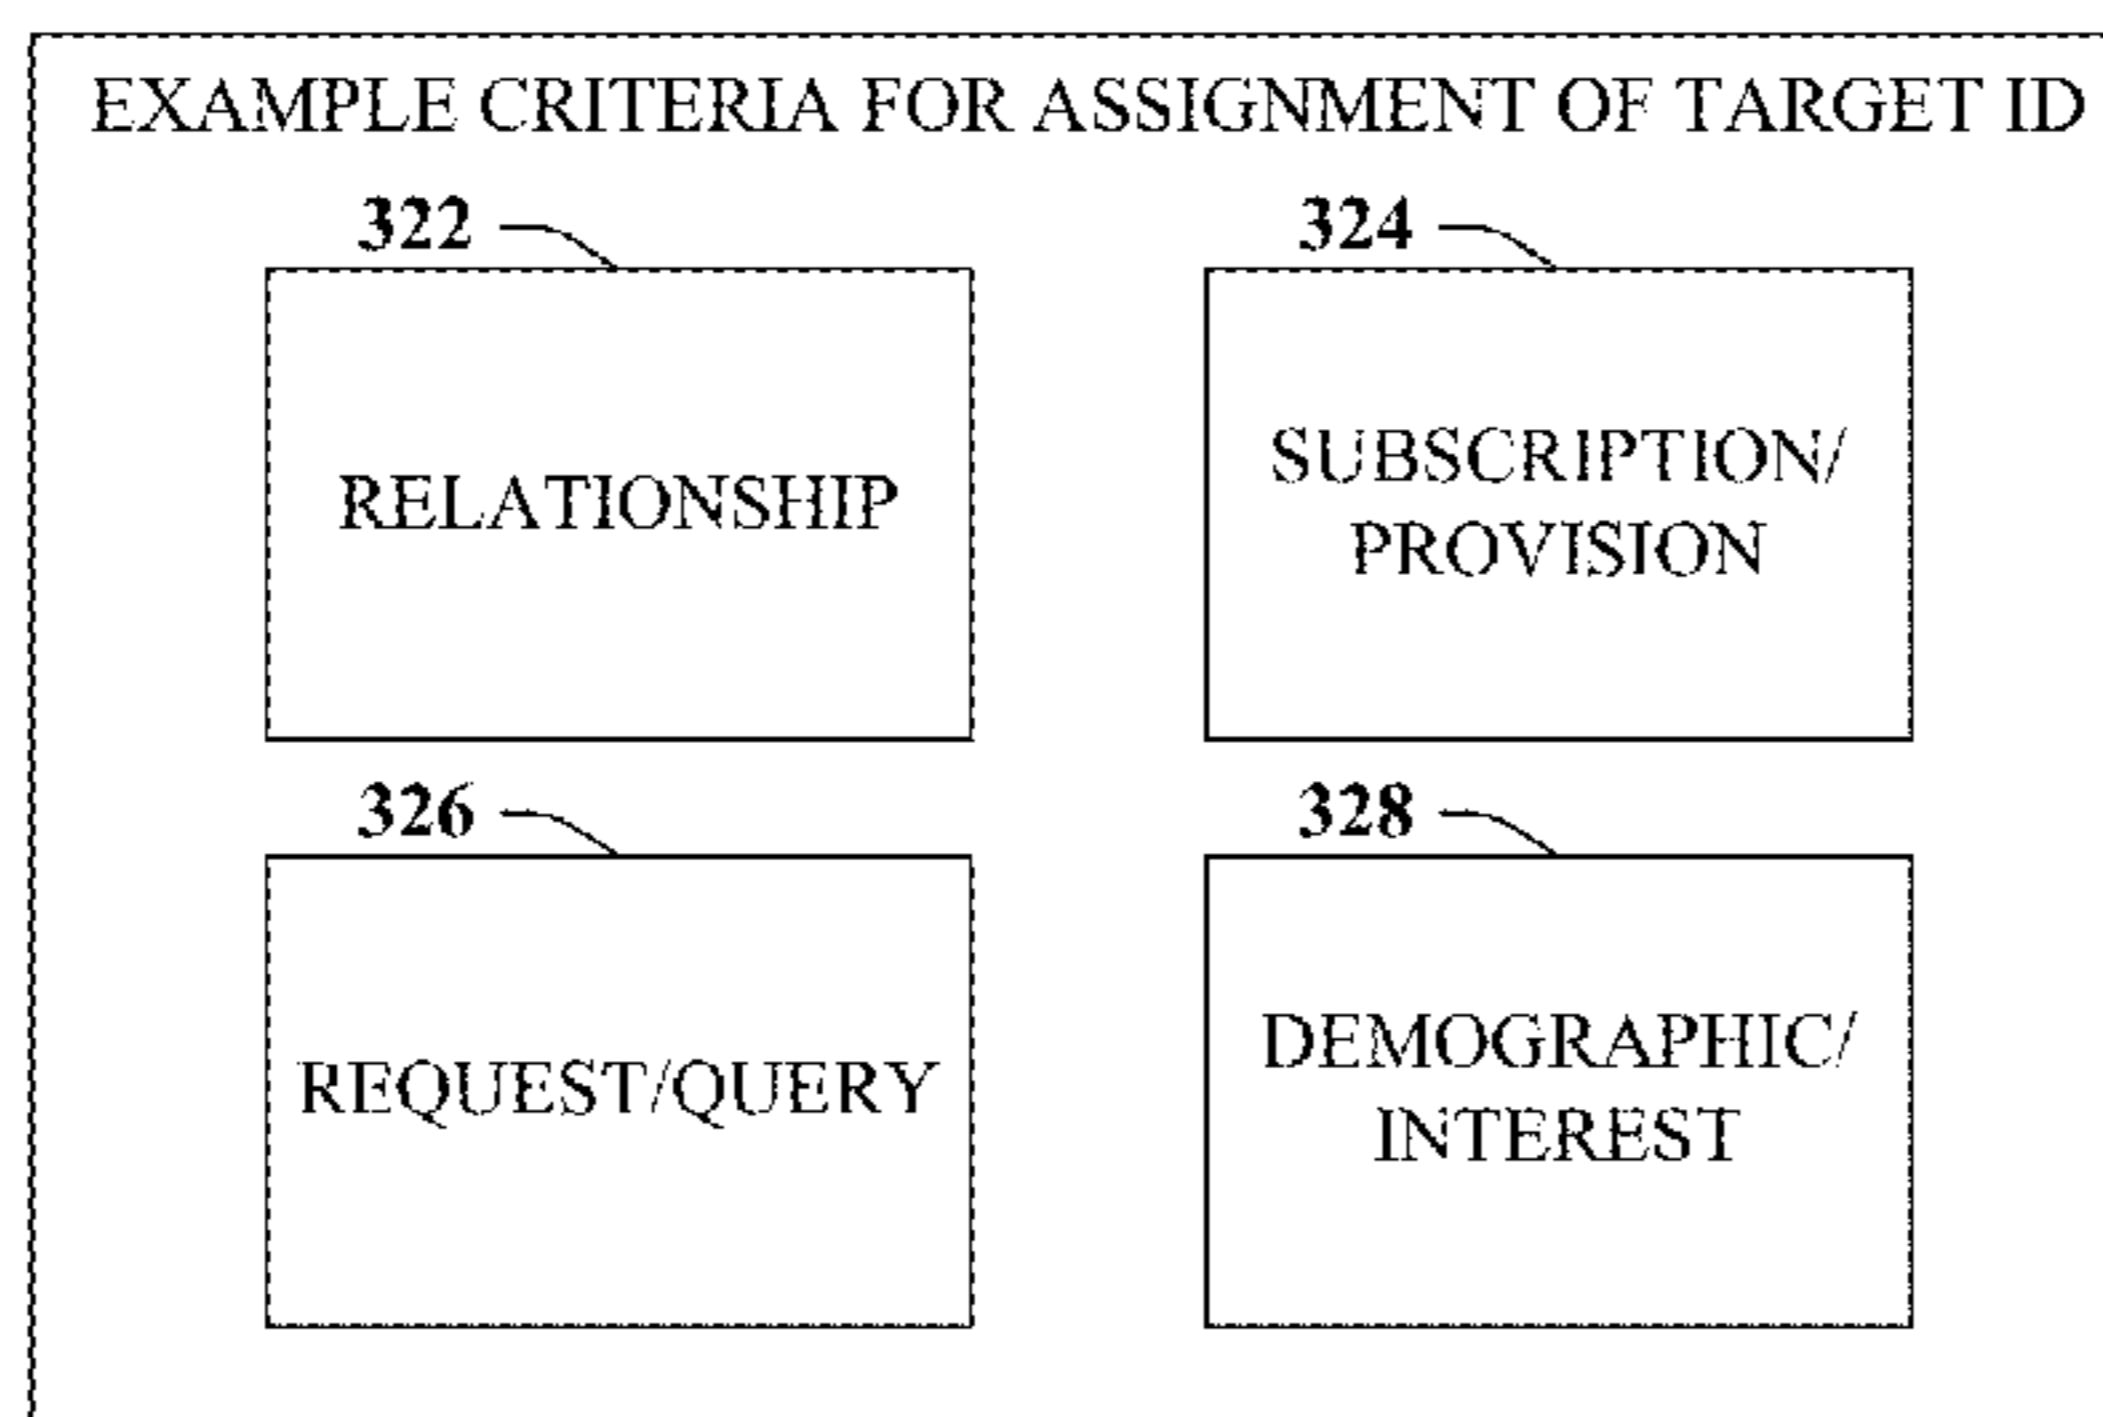 EXAMPLE CRITERIA FOR ASSIGNMENT OF TARGET ID
322
324
RELATIONSHIP
SUBSCRIPTION/
PROVISION
326
328
REQUEST/QUERY
DEMOGRAPHIC/
INTEREST